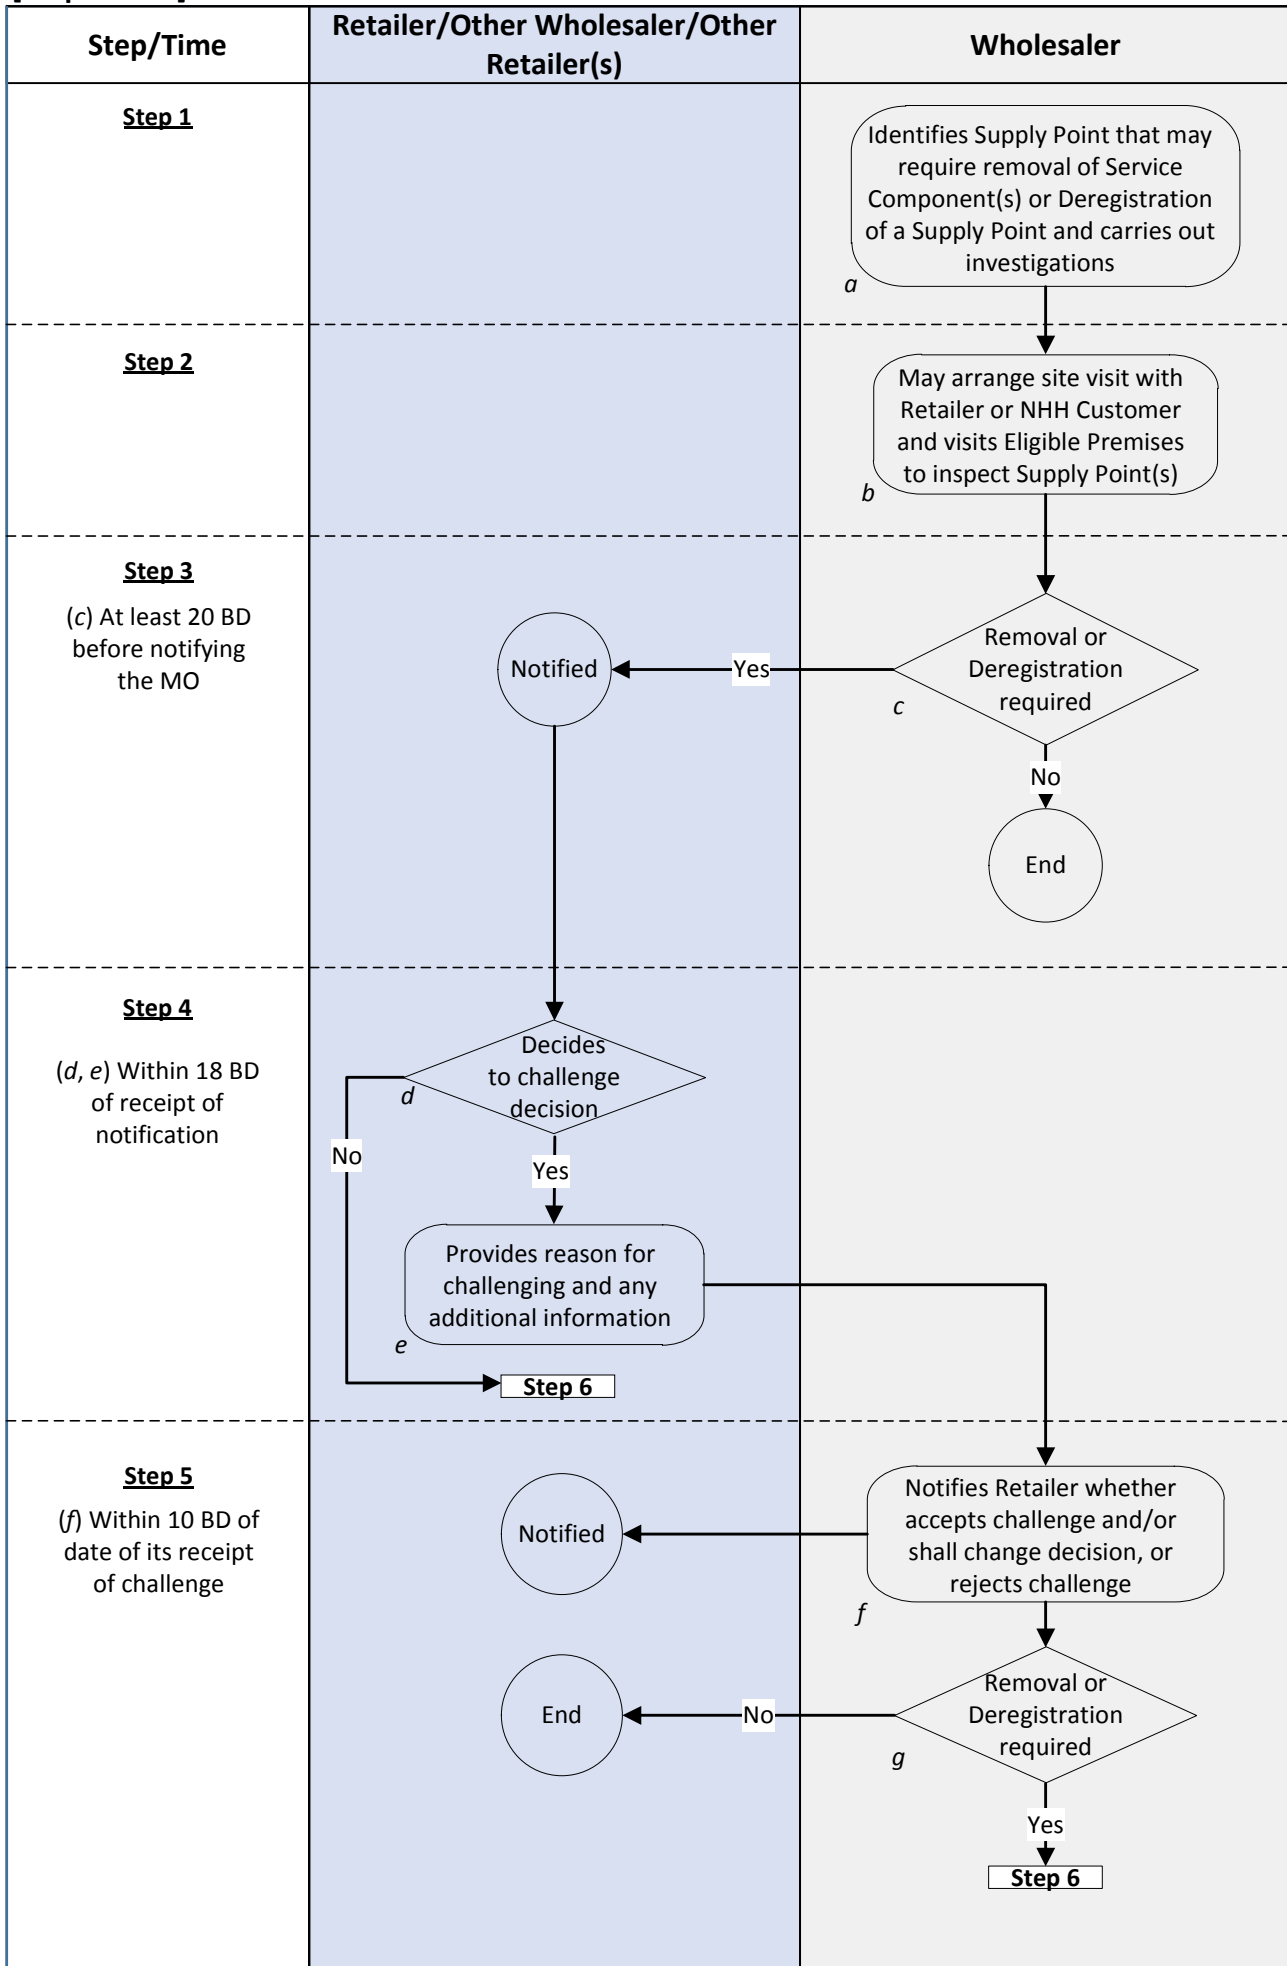 Step/Time
Retailer/Other Wholesaler/Other
Retailer(s)
Wholesaler
Step 1
Identifies Supply Point that may
require removal of Service
Component(s) or Deregistration
of a Supply Point and carries out
investigations
a
Step 2
May arrange site visit with
Retailer or NHH Customer
and visits Eligible Premises
to inspect Supply Point(s)
b
Step 3
(c) At least 20 BD
before notifying
the MO
Notified
Yes
Removal or
Deregistration
required
c
No
End
Step 4
(d, e) Within 18 BD
of receipt of
notification
Decides
to challenge
decision
d
No
Yes
Provides reason for
challenging and any
additional information
e
Step 6
Step 5
(f) Within 10 BD of
date of its receipt
of challenge
Notified
Notifies Retailer whether
accepts challenge and/or
shall change decision, or
rejects challenge
f
End
No
Removal or
Deregistration
required
g
Yes
Step 6